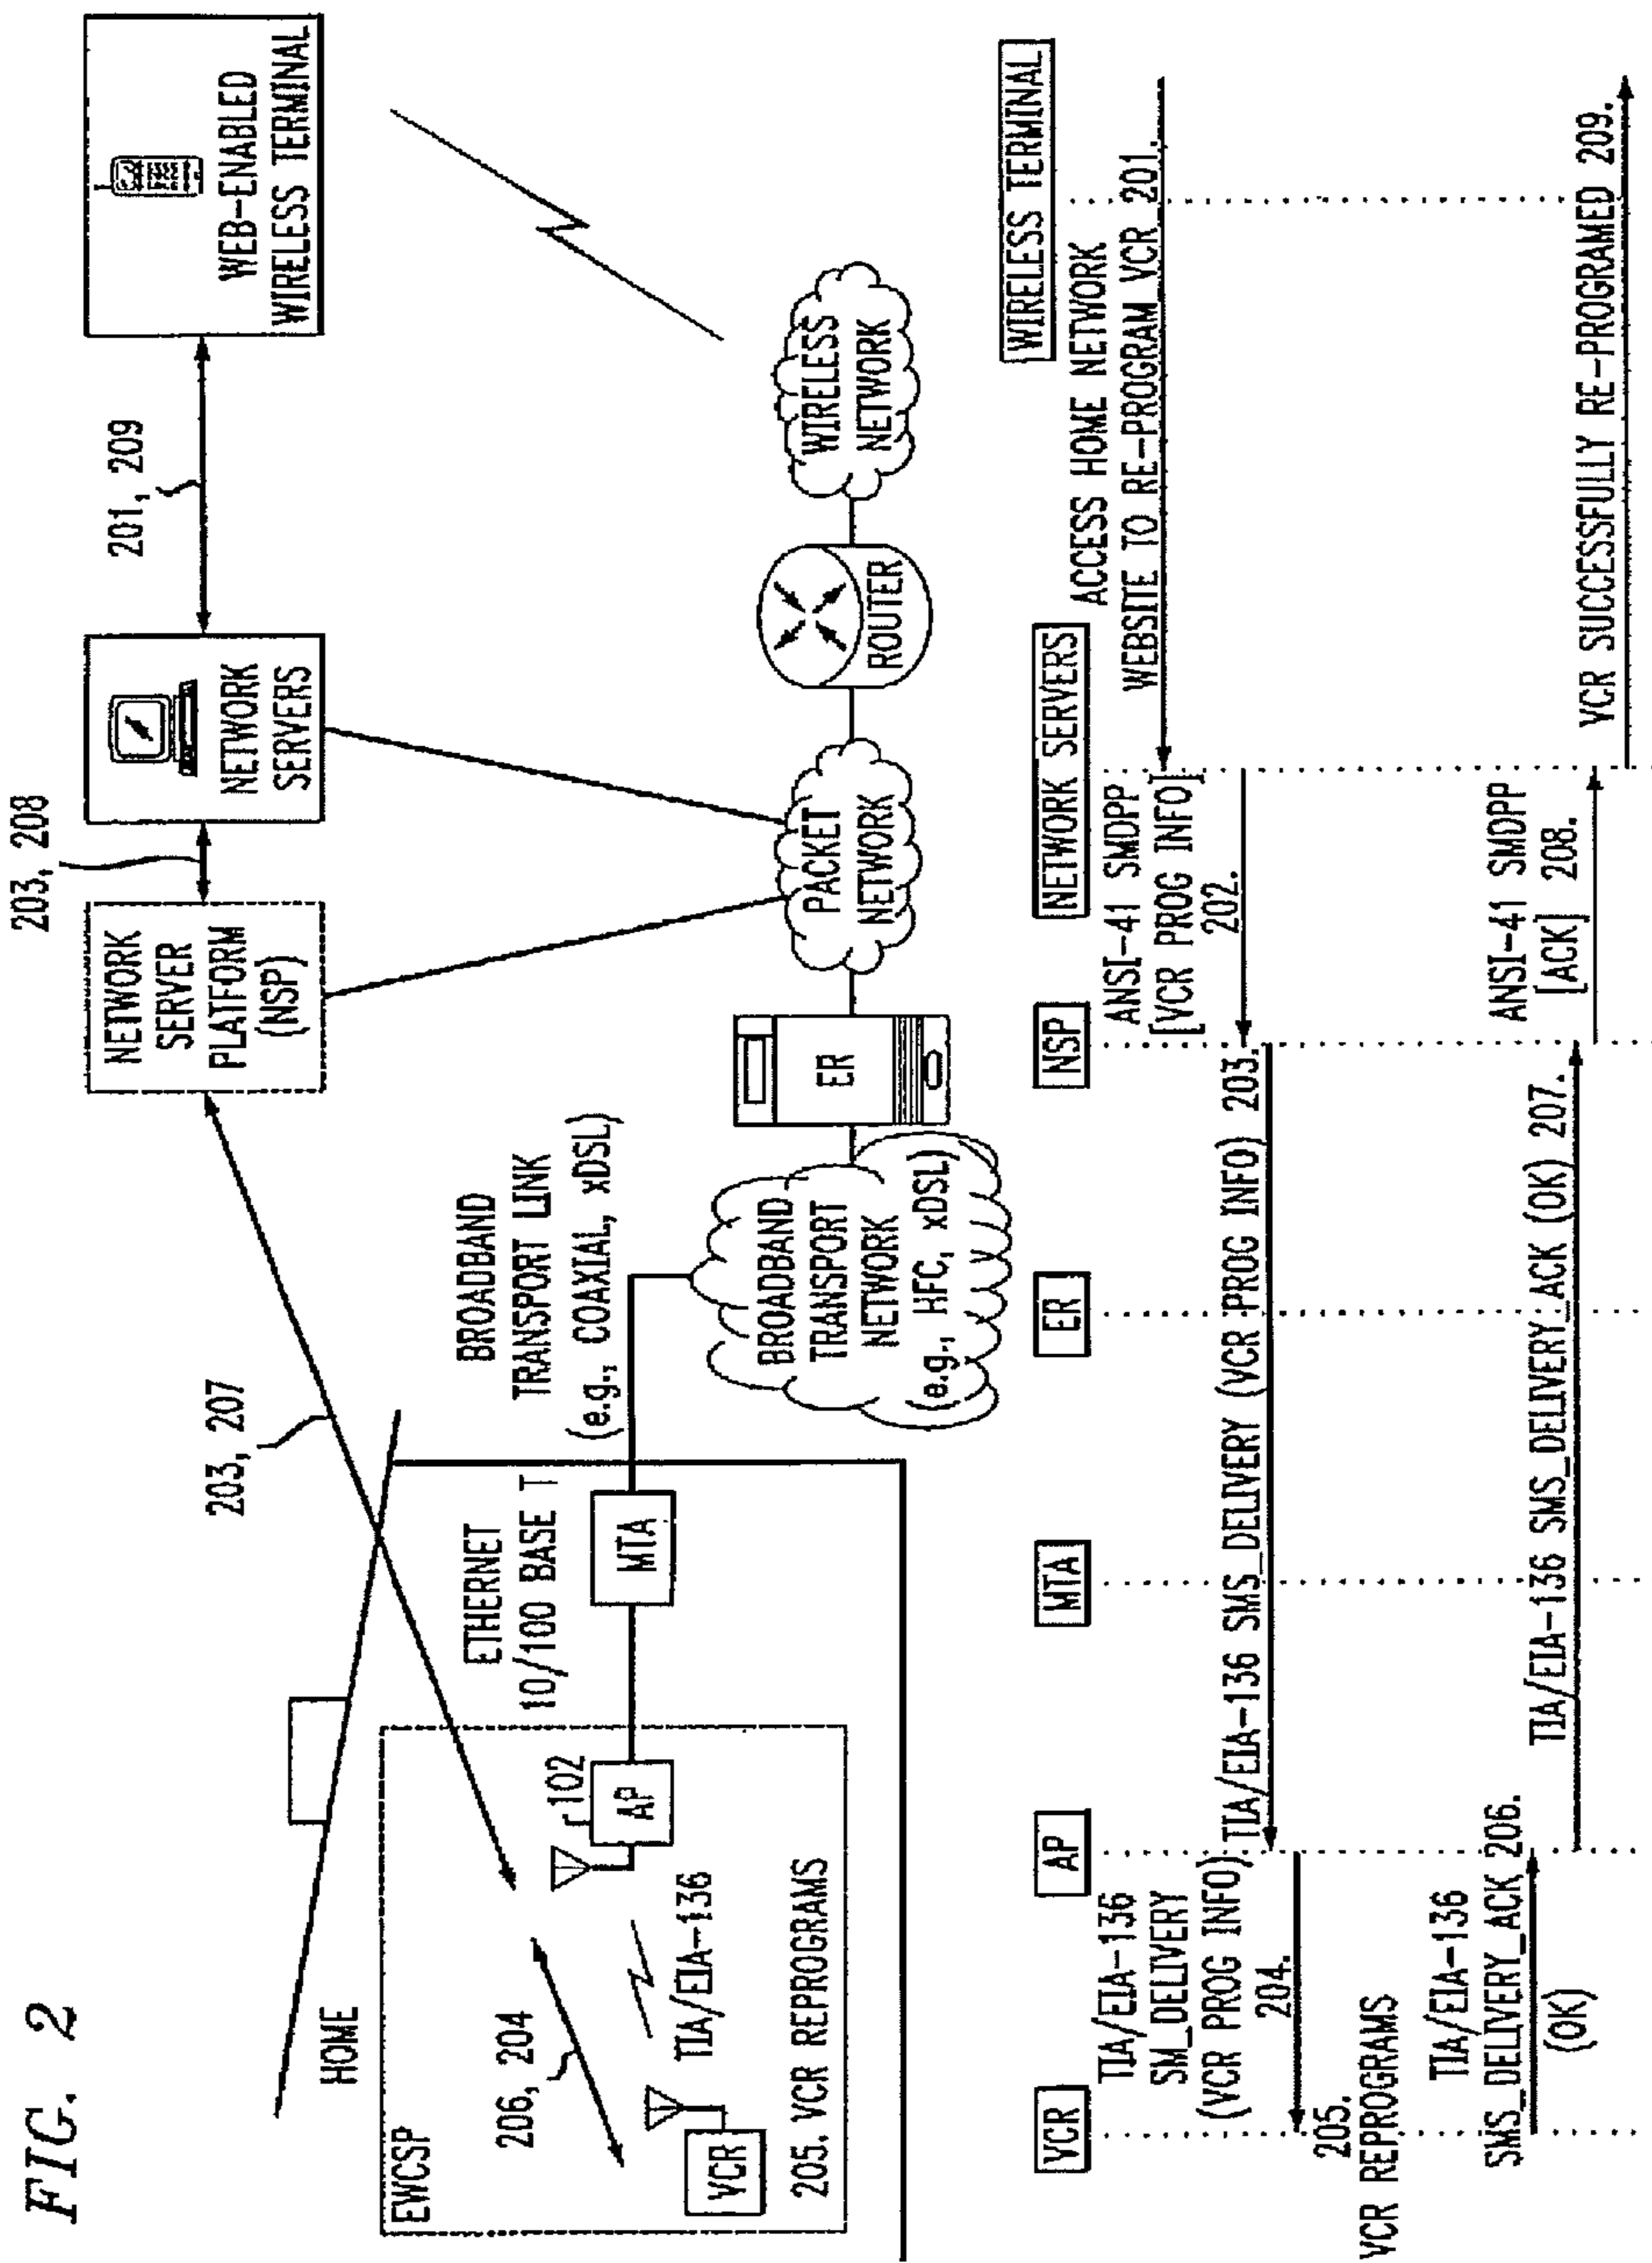 FIG. 2
HOME
EWCSP
206, 204
VCR
TIA/EIA-136
205. VCR REPROGRAMS
102
AP
ETHERNET
10/100 BASE T
MTA
203, 207
BROADBAND
TRANSPORT LINK
(e.g., COAXIAL, xDSL)
BROADBAND
TRANSPORT
NETWORK
(e.g., HFC, xDSL)
ER
NETWORK
SERVER
PLATFORM
(NSP)
203, 208
NETWORK
SERVERS
201, 209
WEB-ENABLED
WIRELESS TERMINAL
PACKET
NETWORK
ROUTER
WIRELESS
NETWORK
VCR
AP
MTA
ER
NSP
NETWORK SERVERS
WIRELESS TERMINAL
ACCESS HOME NETWORK
WEBSITE TO RE-PROGRAM VCR 201.
ANSI-41 SMDPP
[VCR PROG INFO]
202.
TIA/EIA-136 SMS_DELIVERY (VCR PROG INFO) 203.
TIA/EIA-136
SM_DELIVERY
(VCR PROG INFO)
204.
205.
VCR REPROGRAMS
TIA/EIA-136
SMS_DELIVERY_ACK 206.
(OK)
TIA/EIA-136 SMS_DELIVERY_ACK (OK) 207.
ANSI-41 SMDPP
[ACK] 208.
VCR SUCCESSFULLY RE-PROGRAMED 209.